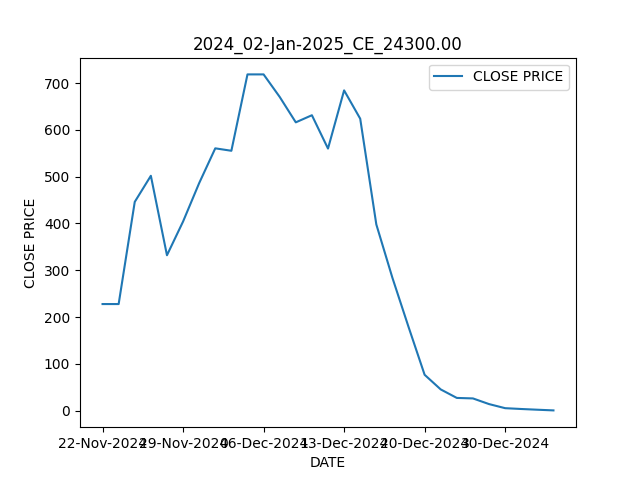 2024_02-Jan-2025_CE_24300.00
CLOSE PRICE
CLOSE PRICE
700
600
500
400
300
200
100
0
22-Nov-2024 29-Nov-2024 06-Dec-2024 13-Dec-2024 20-Dec-2024 30-Dec-2024
DATE